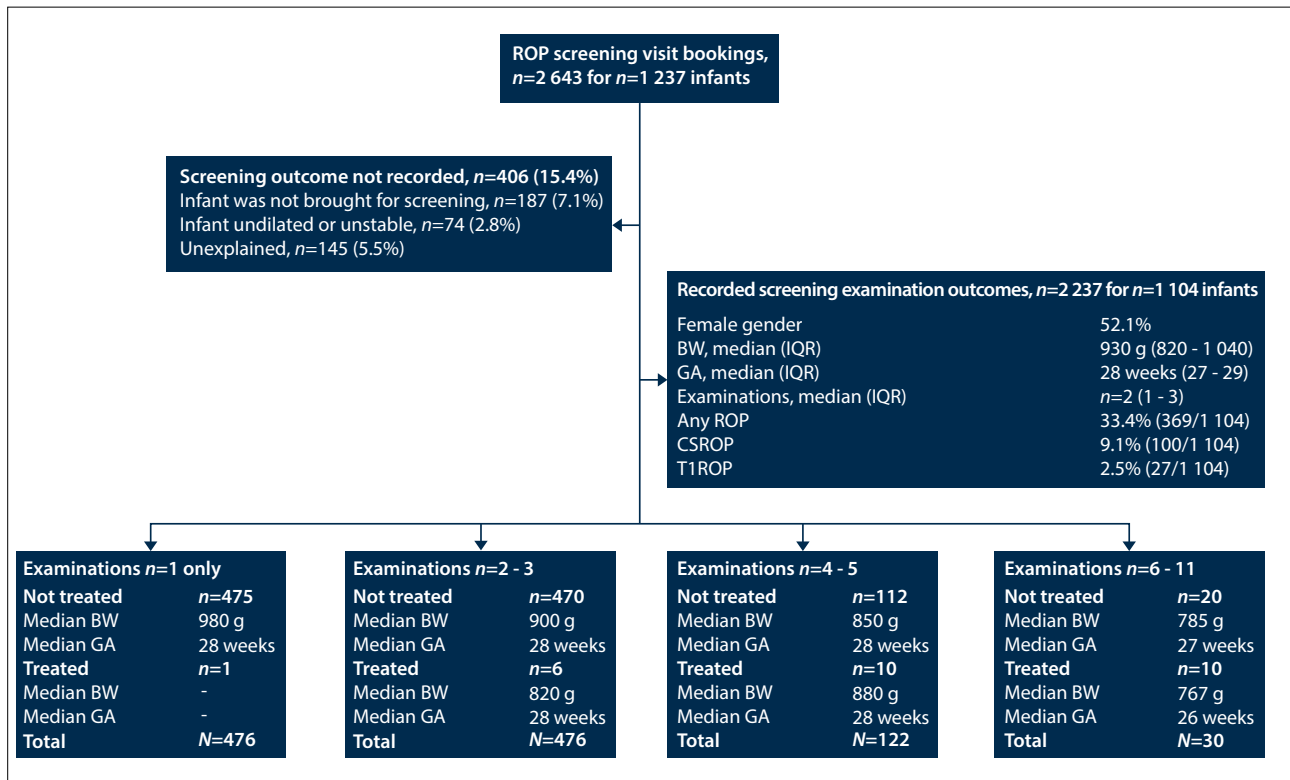 ROP screening visit bookings,
n=2 643 for n=1 237 infants
Screening outcome not recorded, n=406 (15.4%)
Infant was not brought for screening, n=187 (7.1%)
Infant undilated or unstable, n=74 (2.8%)
Unexplained, n=145 (5.5%)
Recorded screening examination outcomes, n=2 237 for n=1 104 infants
Female gender 52.1%
BW, median (IQR) 930 g (820 - 1 040)
GA, median (IQR) 28 weeks (27 - 29)
Examinations, median (IQR) n=2 (1 - 3)
Any ROP 33.4% (369/1 104)
CSROP 9.1% (100/1 104)
T1ROP 2.5% (27/1 104)
Examinations n=1 only
Not treated n=475
Median BW 980 g
Median GA 28 weeks
Treated n=1
Median BW -
Median GA -
Total N=476
Examinations n=2 - 3
Not treated n=470
Median BW 900 g
Median GA 28 weeks
Treated n=6
Median BW 820 g
Median GA 28 weeks
Total N=476
Examinations n=4 - 5
Not treated n=112
Median BW 850 g
Median GA 28 weeks
Treated n=10
Median BW 880 g
Median GA 28 weeks
Total N=122
Examinations n=6 - 11
Not treated n=20
Median BW 785 g
Median GA 27 weeks
Treated n=10
Median BW 767 g
Median GA 26 weeks
Total N=30